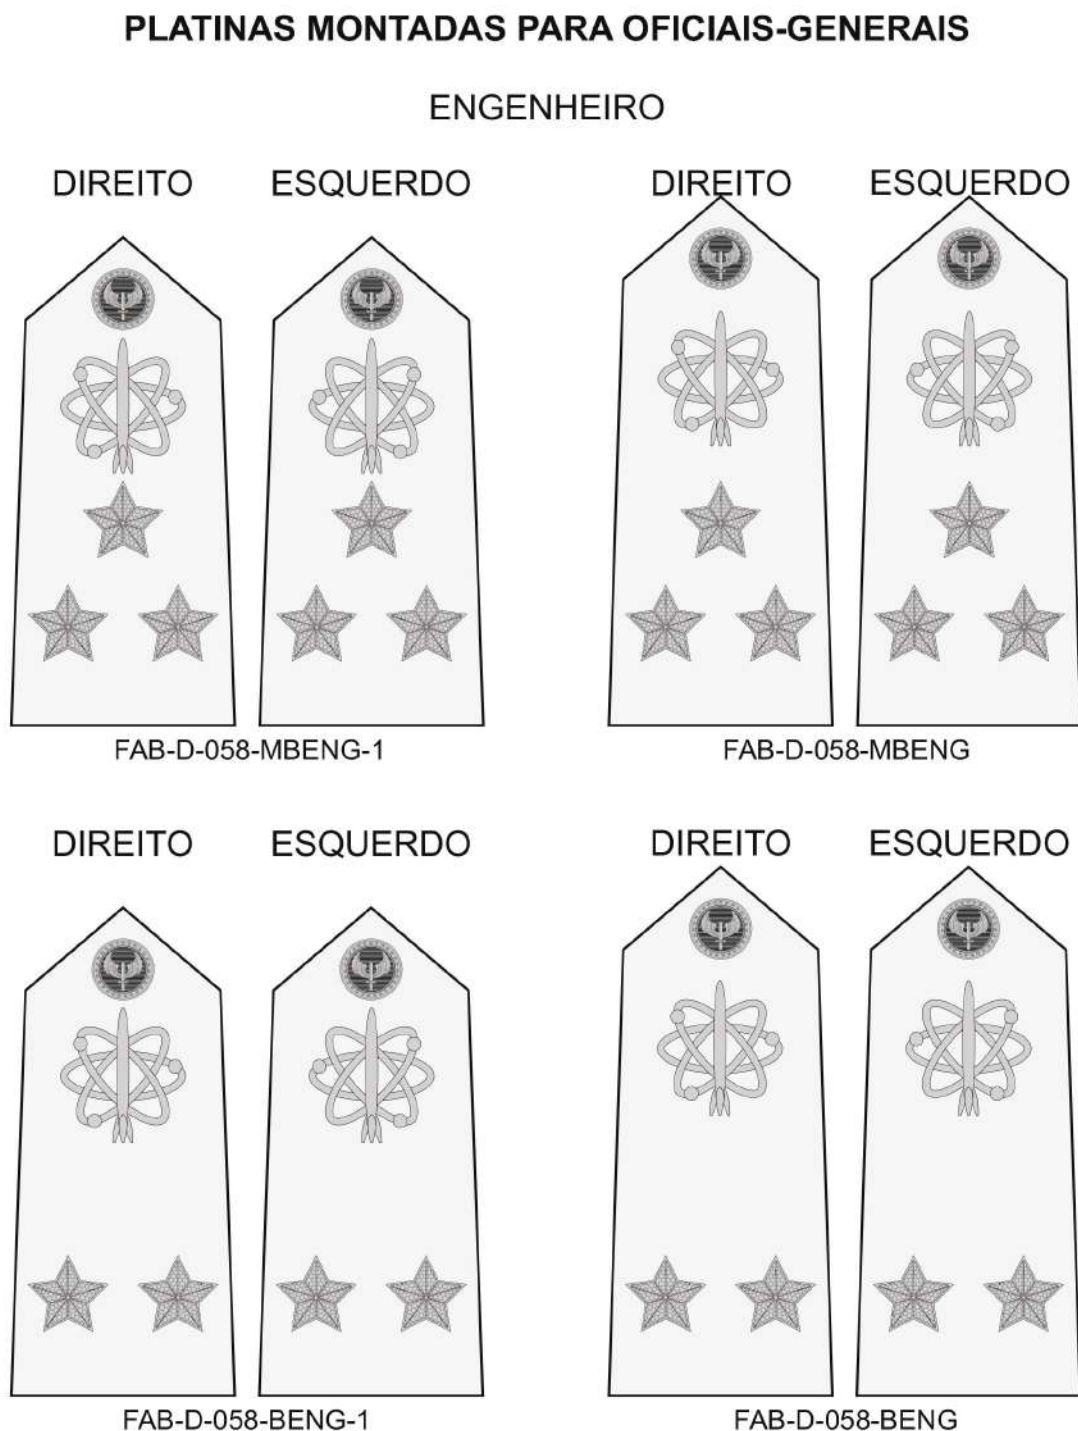 PLATINAS MONTADAS PARA OFICIAIS-GENERAIS
ENGENHEIRO
DIREITO ESQUERDO DIREITO ESQUERDO
FAB-D-058-MBENG-1 FAB-D-058-MBENG
DIREITO ESQUERDO DIREITO ESQUERDO
FAB-D-058-BENG-1 FAB-D-058-BENG